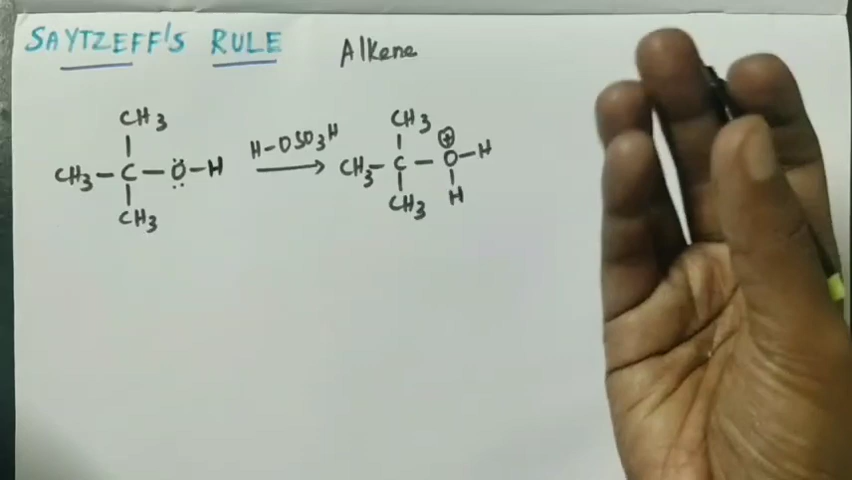 SAYTZEFF'S RULE Alkene
CH3 CH3
H-OSO3H ⊕
CH3-C-Ö-H CH3-C-O-H
CH3 CH3 H